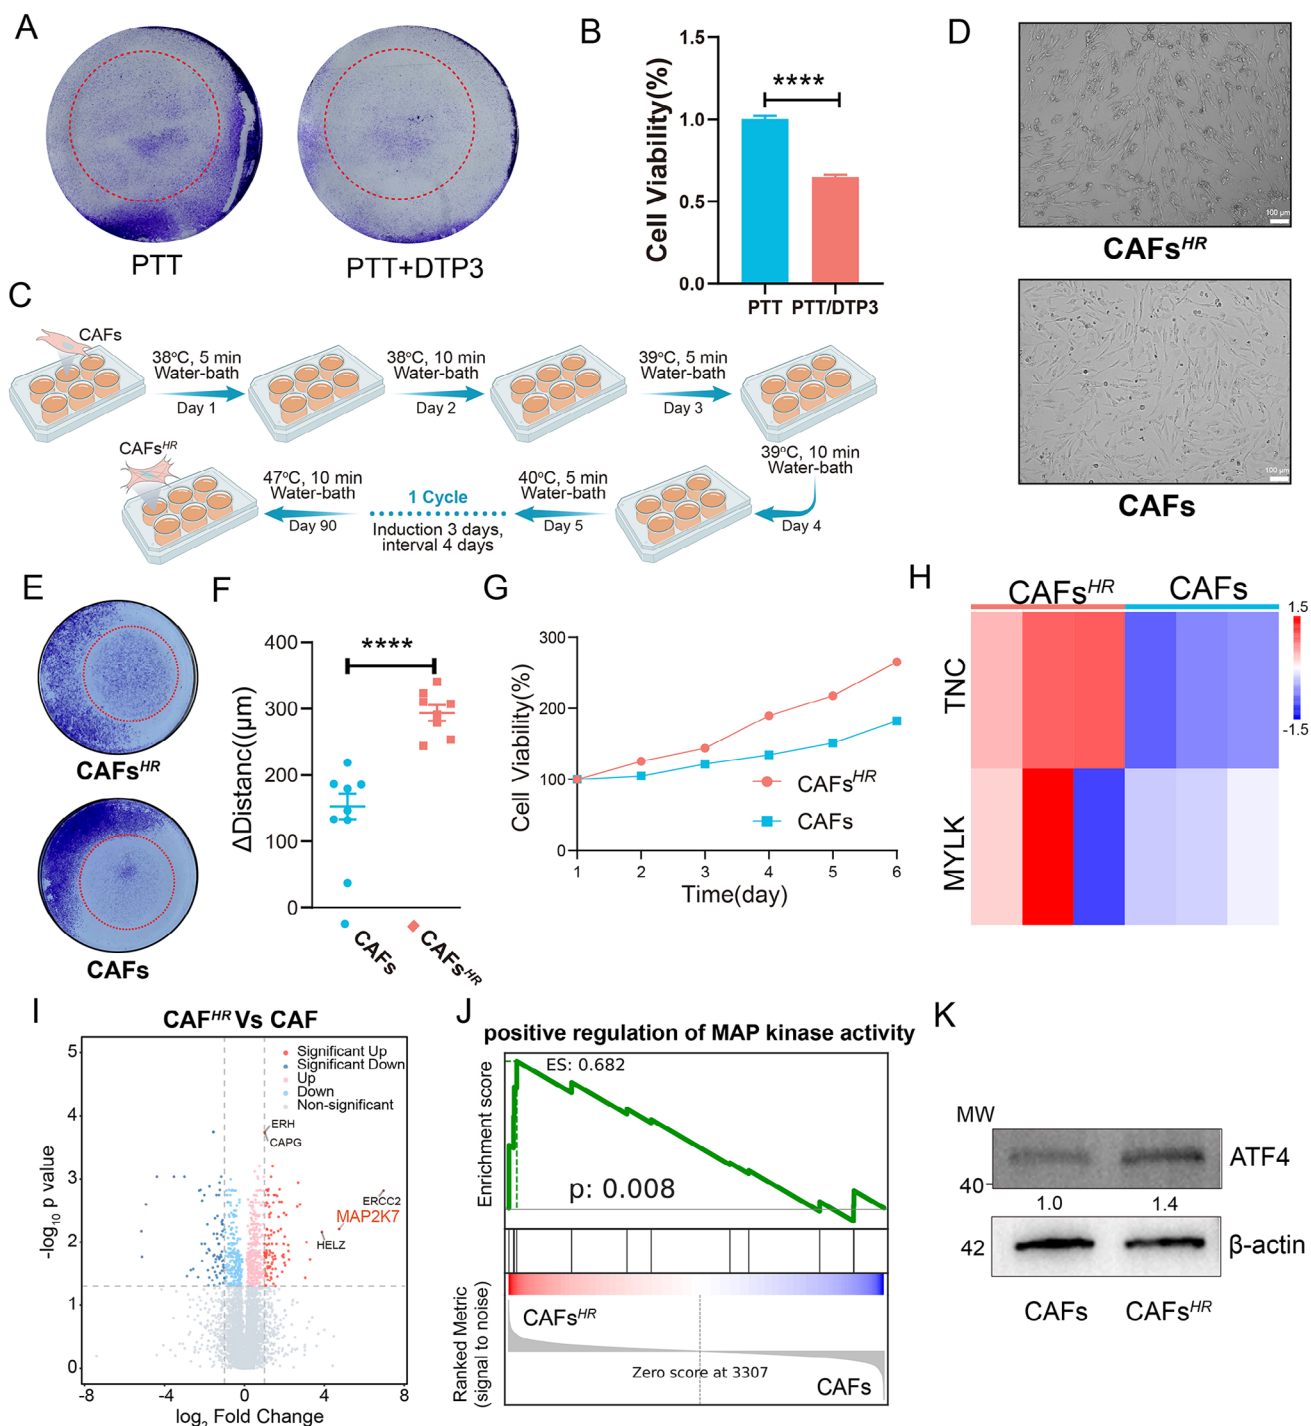 A
PTT
PTT+DTP3
B
Cell Viability(%)
1.5
1.0
0.5
0.0
****
PTT
PTT/DTP3
C
CAFs
38°C, 5 min
Water-bath
Day 1
38°C, 10 min
Water-bath
Day 2
39°C, 5 min
Water-bath
Day 3
39°C, 10 min
Water-bath
Day 4
40°C, 5 min
Water-bath
Day 5
1 Cycle
Induction 3 days,
interval 4 days
47°C, 10 min
Water-bath
Day 90
CAFsHR
D
100 μm
CAFsHR
100 μm
CAFs
E
CAFsHR
CAFs
F
ΔDistanc((μm)
400
300
200
100
0
****
CAFs
CAFsHR
G
Cell Viability(%)
300
200
100
0
CAFsHR
CAFs
1 2 3 4 5 6
Time(day)
H
CAFsHR
CAFs
TNC
MYLK
1.5
-1.5
I
CAFHR Vs CAF
Significant Up
Significant Down
Up
Down
Non-significant
ERH
CAPG
ERCC2
MAP2K7
HELZ
-log10 p value
5
4
3
2
1
0
-8 -4 0 4 8
log2 Fold Change
J
positive regulation of MAP kinase activity
Enrichment score
ES: 0.682
p: 0.008
Ranked Metric
(signal to noise)
CAFsHR
Zero score at 3307
CAFs
K
MW
40
ATF4
1.0
1.4
42
β-actin
CAFs
CAFsHR